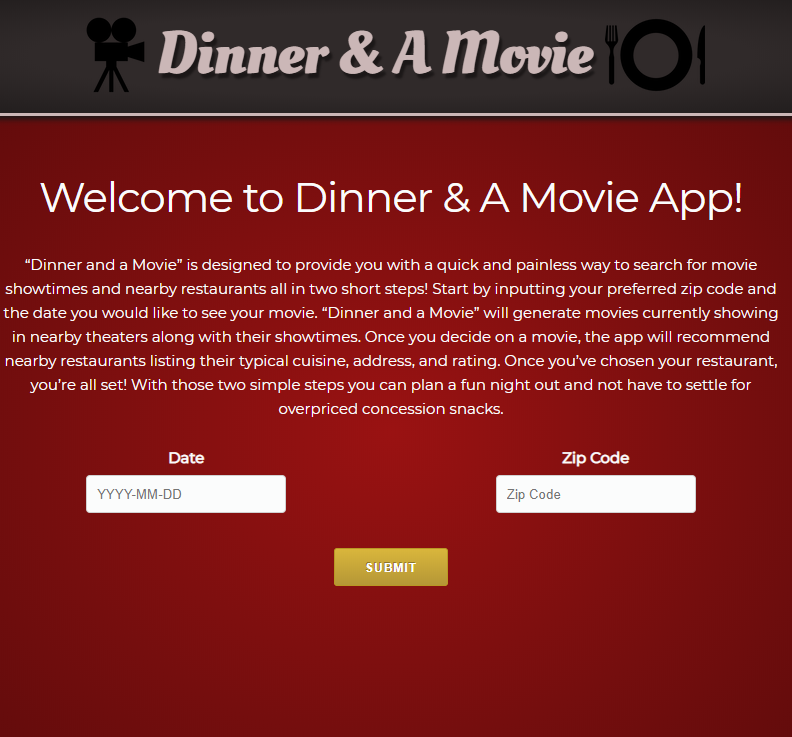 Dinner & A Movie
Welcome to Dinner & A Movie App!
“Dinner and a Movie” is designed to provide you with a quick and painless way to search for movie
showtimes and nearby restaurants all in two short steps! Start by inputting your preferred zip code and
the date you would like to see your movie. “Dinner and a Movie” will generate movies currently showing
in nearby theaters along with their showtimes. Once you decide on a movie, the app will recommend
nearby restaurants listing their typical cuisine, address, and rating. Once you’ve chosen your restaurant,
you’re all set! With those two simple steps you can plan a fun night out and not have to settle for
overpriced concession snacks.
Date
Zip Code
YYYY-MM-DD
Zip Code
SUBMIT